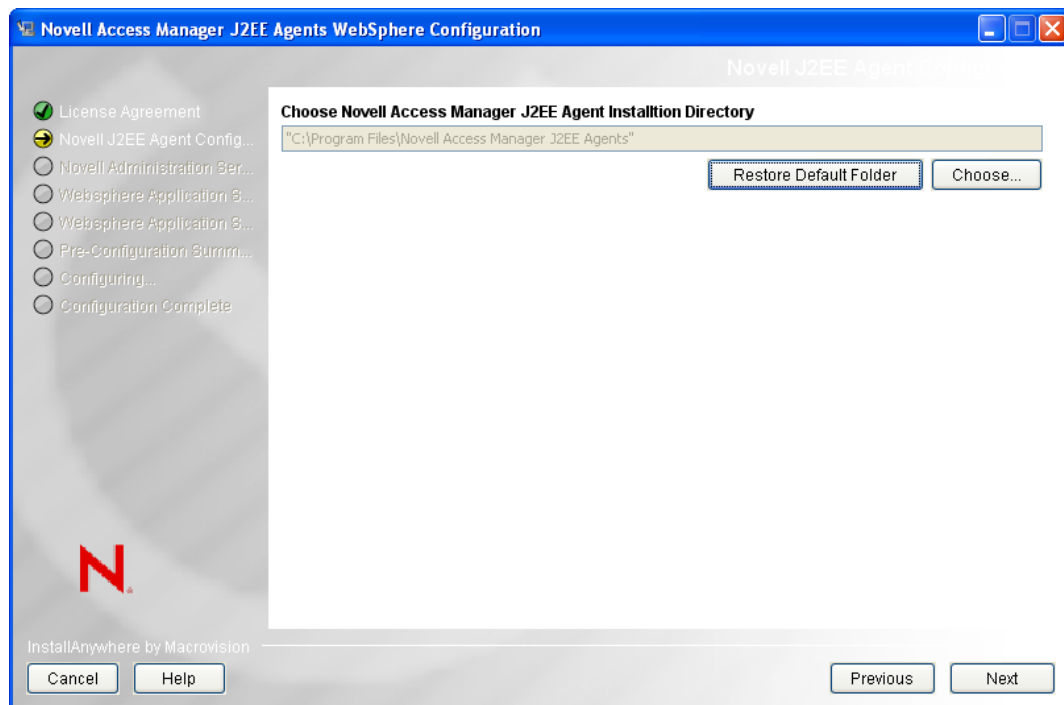 Novell Access Manager J2EE Agents WebSphere Configuration
Novell J2EE Agent
License Agreement
Novell J2EE Agent Config...
Novell Administration Ser...
Websphere Application S...
Websphere Application S...
Pre-Configuration Summ...
Configuring...
Configuration Complete
Choose Novell Access Manager J2EE Agent Installtion Directory
"C:\Program Files\Novell Access Manager J2EE Agents"
Restore Default Folder
Choose...
N
InstallAnywhere by Macrovision
Cancel
Help
Previous
Next